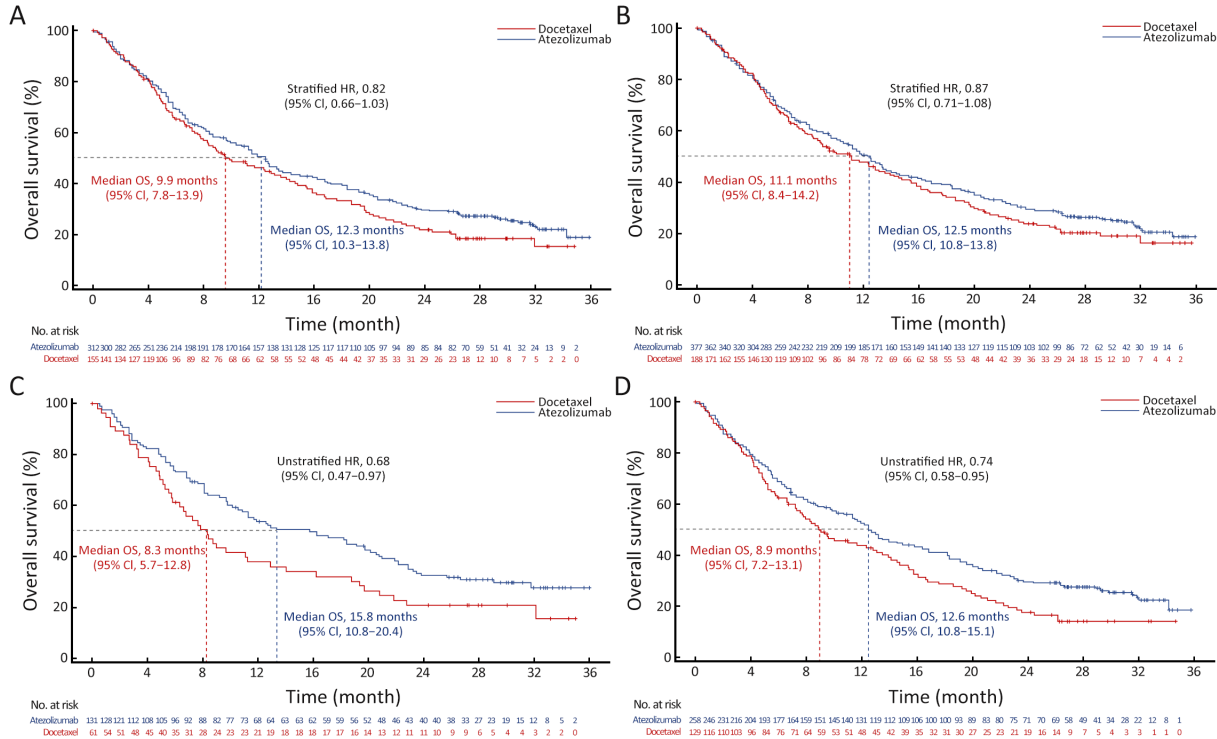 A
Docetaxel
Atezolizumab
Overall survival (%)
100
80
60
40
20
0
Stratified HR, 0.82
(95% CI, 0.66–1.03)
Median OS, 9.9 months
(95% CI, 7.8–13.9)
Median OS, 12.3 months
(95% CI, 10.3–13.8)
0 4 8 12 16 20 24 28 32 36
Time (month)
No. at risk
Atezolizumab 312 300 282 265 251 236 214 198 191 178 170 164 157 138 131 128 125 121 117 110 105 97 94 89 85 84 82 70 59 51 41 32 24 13 9 2
Docetaxel 155 141 134 127 119 106 96 89 82 76 68 66 62 58 55 52 48 45 44 42 37 35 34 31 29 25 23 18 12 10 8 7 5 2 2 0
B
Docetaxel
Atezolizumab
Overall survival (%)
100
80
60
40
20
0
Stratified HR, 0.87
(95% CI, 0.71–1.08)
Median OS, 11.1 months
(95% CI, 8.4–14.2)
Median OS, 12.5 months
(95% CI, 10.8–13.8)
0 4 8 12 16 20 24 28 32 36
Time (month)
No. at risk
Atezolizumab 377 362 340 320 304 283 259 242 232 219 209 199 185 171 160 153 149 141 140 133 127 119 115 109 103 102 99 86 72 62 52 42 30 19 14 6
Docetaxel 188 171 162 155 146 130 119 109 102 96 86 84 78 72 69 66 62 58 55 53 48 44 42 39 36 33 29 24 18 15 12 10 7 4 4 2
C
Docetaxel
Atezolizumab
Overall survival (%)
100
80
60
40
20
0
Unstratified HR, 0.68
(95% CI, 0.47–0.97)
Median OS, 8.3 months
(95% CI, 5.7–12.8)
Median OS, 15.8 months
(95% CI, 10.8–20.4)
0 4 8 12 16 20 24 28 32 36
Time (month)
No. at risk
Atezolizumab 131 128 121 112 108 105 96 92 88 82 77 73 68 64 63 63 62 59 59 56 52 48 46 43 40 40 38 33 27 23 19 15 12 8 5 2
Docetaxel 61 54 51 48 45 40 35 31 28 24 23 23 21 19 18 18 18 17 17 16 14 12 12 11 11 10 9 9 6 5 4 4 3 2 2 0
D
Docetaxel
Atezolizumab
Overall survival (%)
100
80
60
40
20
0
Unstratified HR, 0.74
(95% CI, 0.58–0.95)
Median OS, 8.9 months
(95% CI, 7.2–13.1)
Median OS, 12.6 months
(95% CI, 10.8–15.1)
0 4 8 12 16 20 24 28 32 36
Time (month)
No. at risk
Atezolizumab 258 246 231 216 204 193 176 164 159 151 145 140 131 119 112 109 106 100 100 93 89 83 80 75 71 70 69 58 49 41 34 28 22 12 8 1
Docetaxel 129 116 110 103 96 84 76 71 64 59 53 51 47 45 42 39 35 32 31 30 27 25 23 21 19 17 14 14 9 7 5 4 3 3 1 1 0